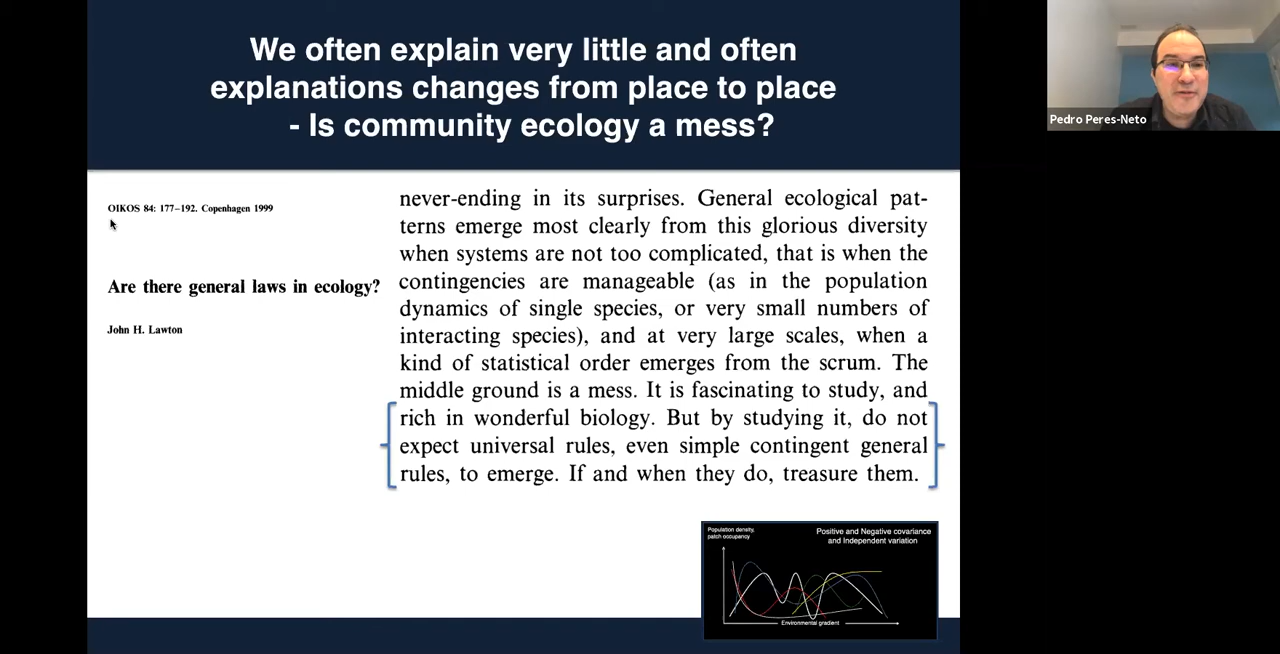 We often explain very little and often
explanations changes from place to place
- Is community ecology a mess?
Pedro Peres-Neto
OIKOS 84: 177–192. Copenhagen 1999
Are there general laws in ecology?
John H. Lawton
never-ending in its surprises. General ecological pat-
terns emerge most clearly from this glorious diversity
when systems are not too complicated, that is when the
contingencies are manageable (as in the population
dynamics of single species, or very small numbers of
interacting species), and at very large scales, when a
kind of statistical order emerges from the scrum. The
middle ground is a mess. It is fascinating to study, and
rich in wonderful biology. But by studying it, do not
expect universal rules, even simple contingent general
rules, to emerge. If and when they do, treasure them.
Population density,
patch occupancy
Positive and Negative covariance
and Independent variation
Environmental gradient